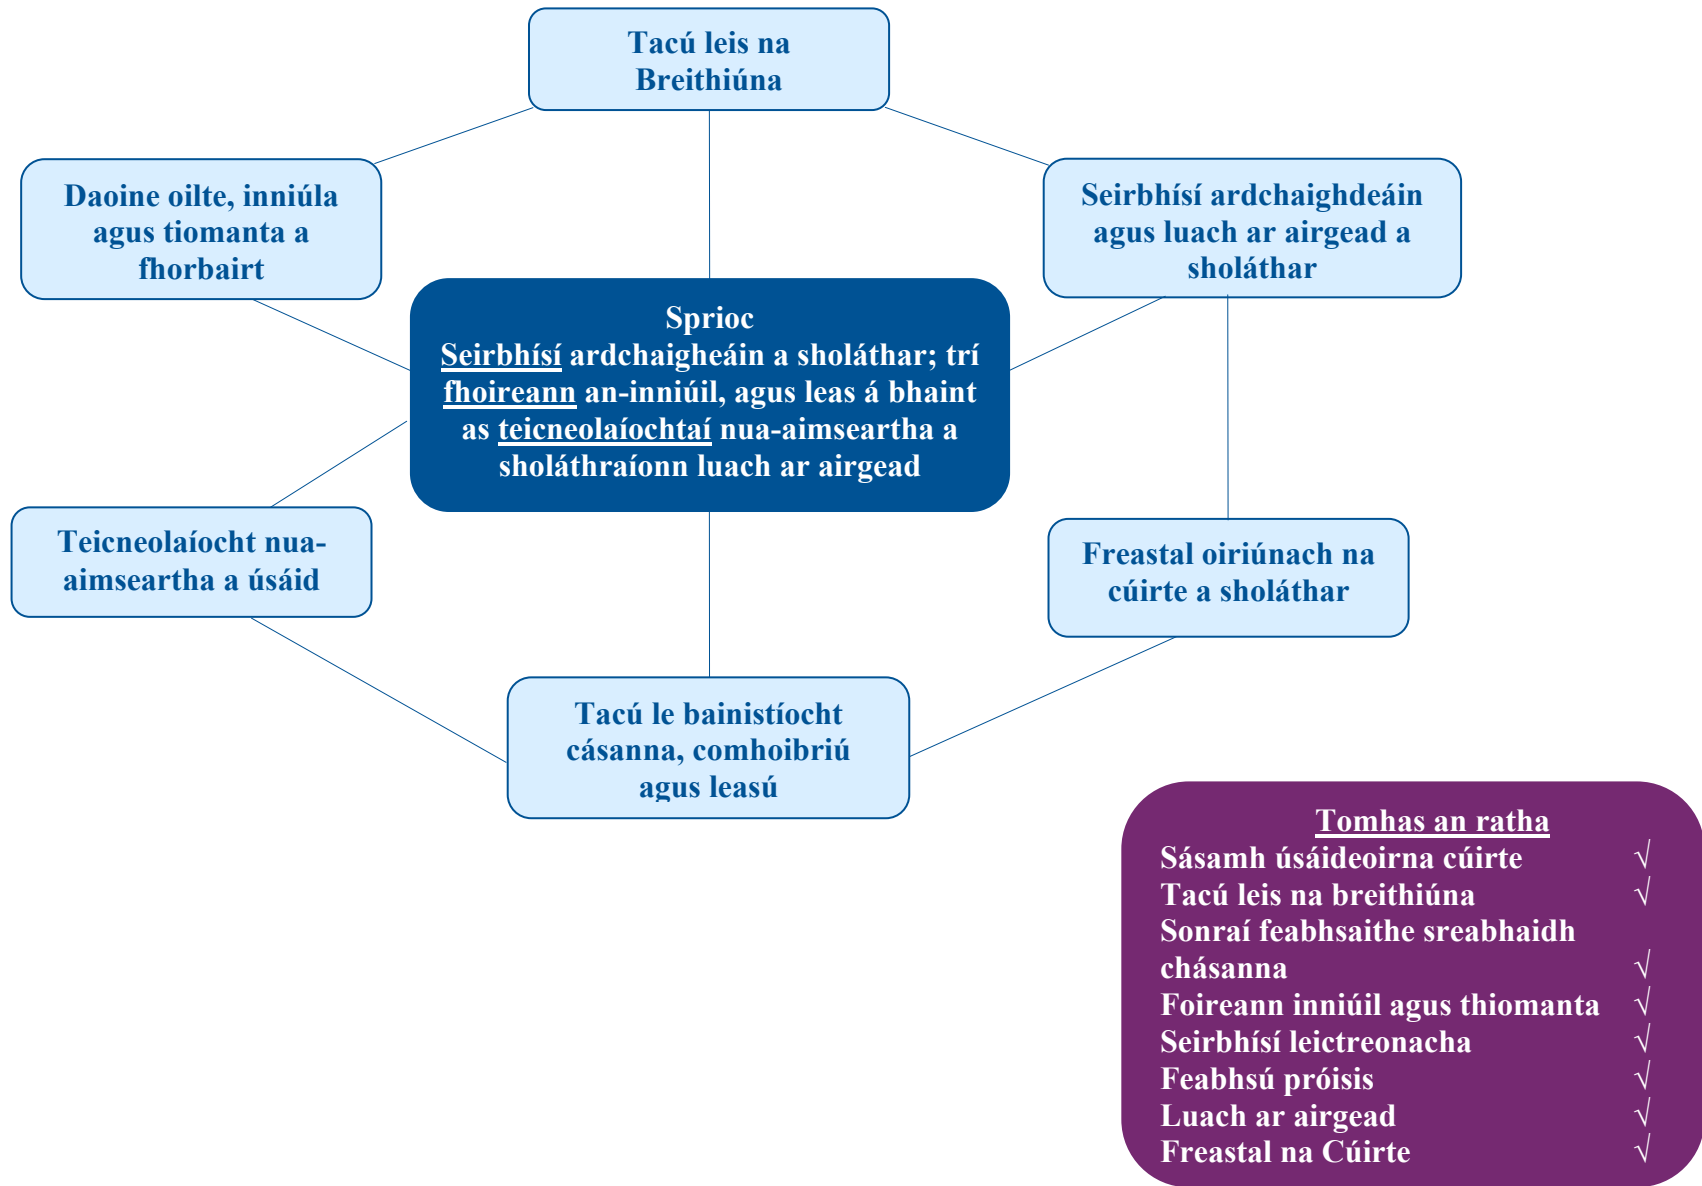 Tacú leis na
Breithiúna
Daoine oilte, inniúla
agus tiomanta a
fhorbairt
Seirbhísí ardchaighdeáin
agus luach ar airgead a
sholáthar
Sprioc
Seirbhísí ardchaigheáin a sholáthar; trí
fhoireann an-inniúil, agus leas á bhaint
as teicneolaíochtaí nua-aimseartha a
sholáthraíonn luach ar airgead
Teicneolaíocht nua-
aimseartha a úsáid
Freastal oiriúnach na
cúirte a sholáthar
Tacú le bainistíocht
cásanna, comhoibriú
agus leasú
Tomhas an ratha
Sásamh úsáideoirna cúirte √
Tacú leis na breithiúna √
Sonraí feabhsaithe sreabhaidh
chásanna √
Foireann inniúil agus thiomanta √
Seirbhísí leictreonacha √
Feabhsú próisis √
Luach ar airgead √
Freastal na Cúirte √